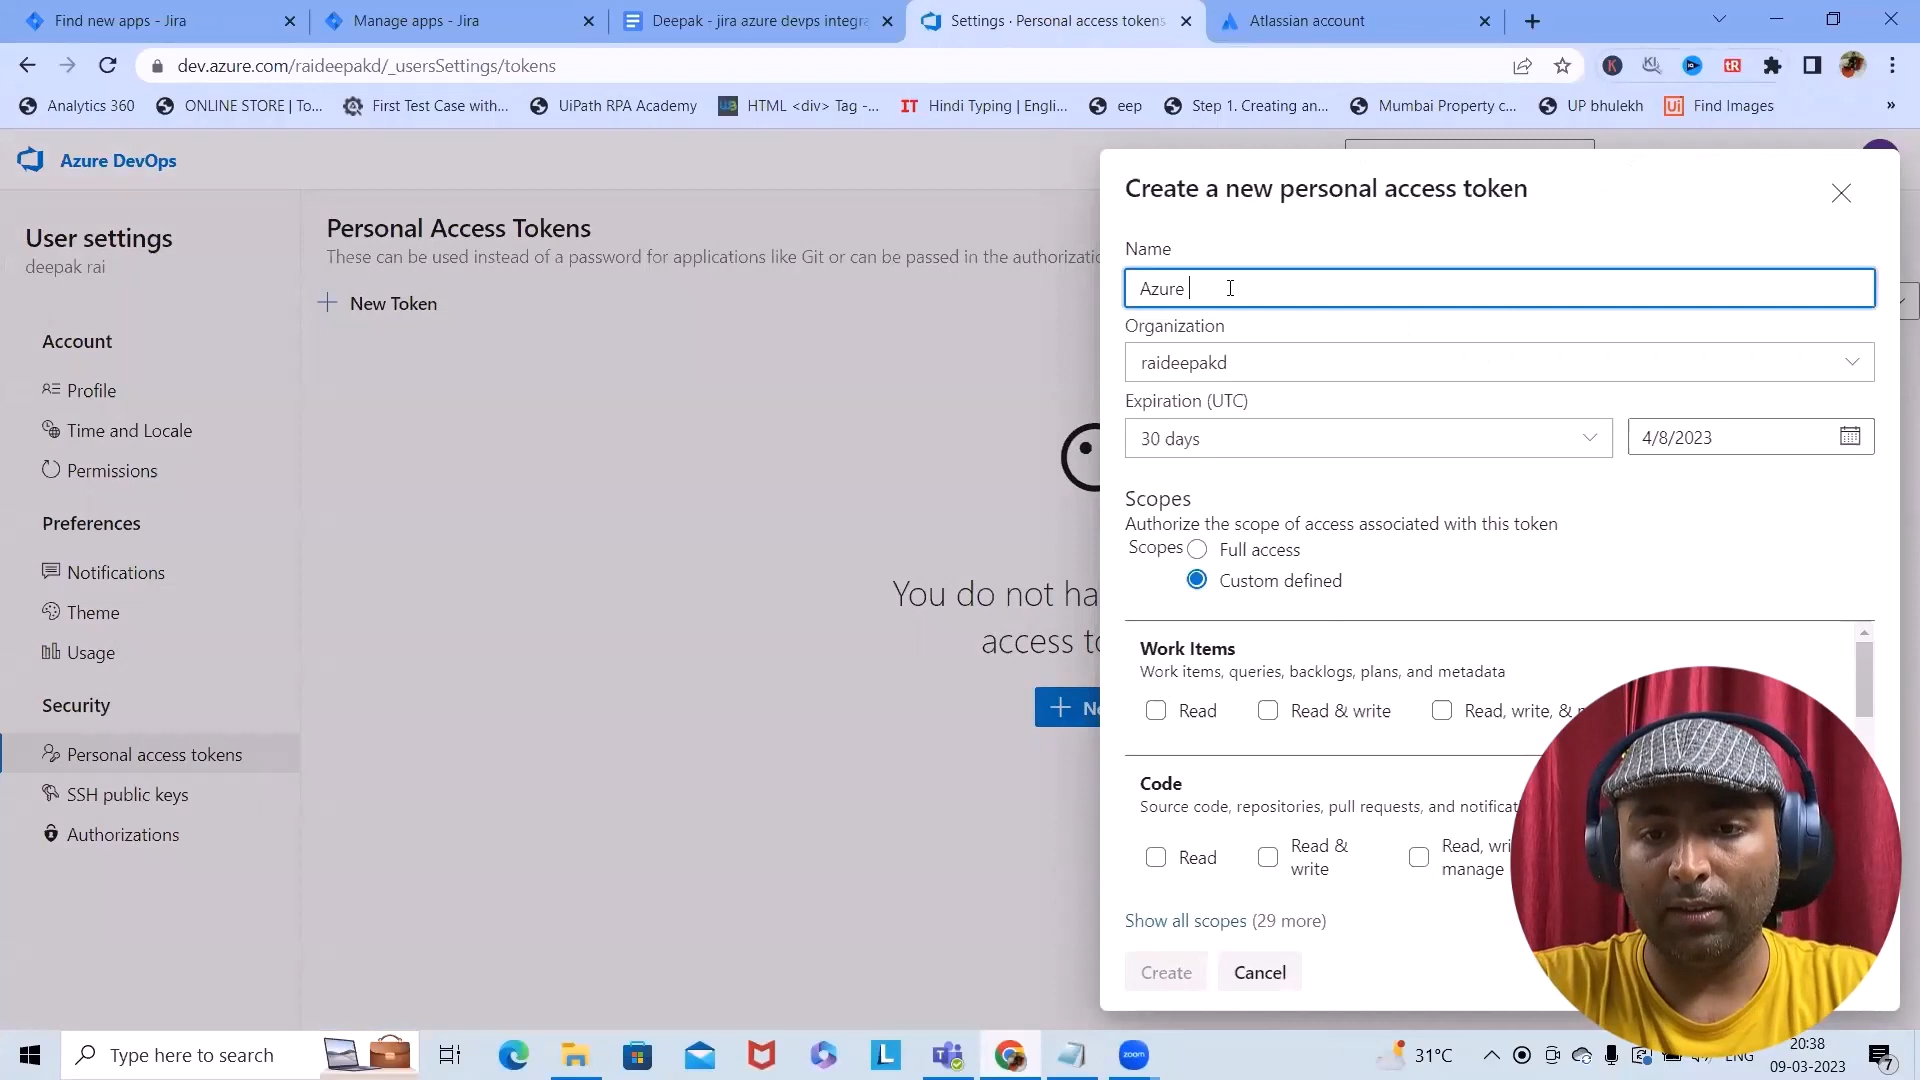 Find new apps - Jira
Manage apps - Jira
Deepak - jira azure devps integra
Settings · Personal access tokens
Atlassian account
dev.azure.com/raideepakd/_usersSettings/tokens
Analytics 360
ONLINE STORE | To...
First Test Case with...
UiPath RPA Academy
HTML <div> Tag -...
Hindi Typing | Engli...
eep
Step 1. Creating an...
Mumbai Property c...
UP bhulekh
Find Images
Azure DevOps
User settings
deepak rai
Account
Profile
Time and Locale
Permissions
Preferences
Notifications
Theme
Usage
Security
Personal access tokens
SSH public keys
Authorizations
Personal Access Tokens
These can be used instead of a password for applications like Git or can be passed in the authorizatio
New Token
You do not ha
access to
Create a new personal access token
Name
Azure
Organization
raideepakd
Expiration (UTC)
30 days
4/8/2023
Scopes
Authorize the scope of access associated with this token
Scopes
Full access
Custom defined
Work Items
Work items, queries, backlogs, plans, and metadata
Read
Read & write
Read, write, &
Code
Source code, repositories, pull requests, and notificati
Read
Read &
write
Read, wri
manage
Show all scopes (29 more)
Create
Cancel
Type here to search
zoom
31°C
ENG
20:38
09-03-2023
7